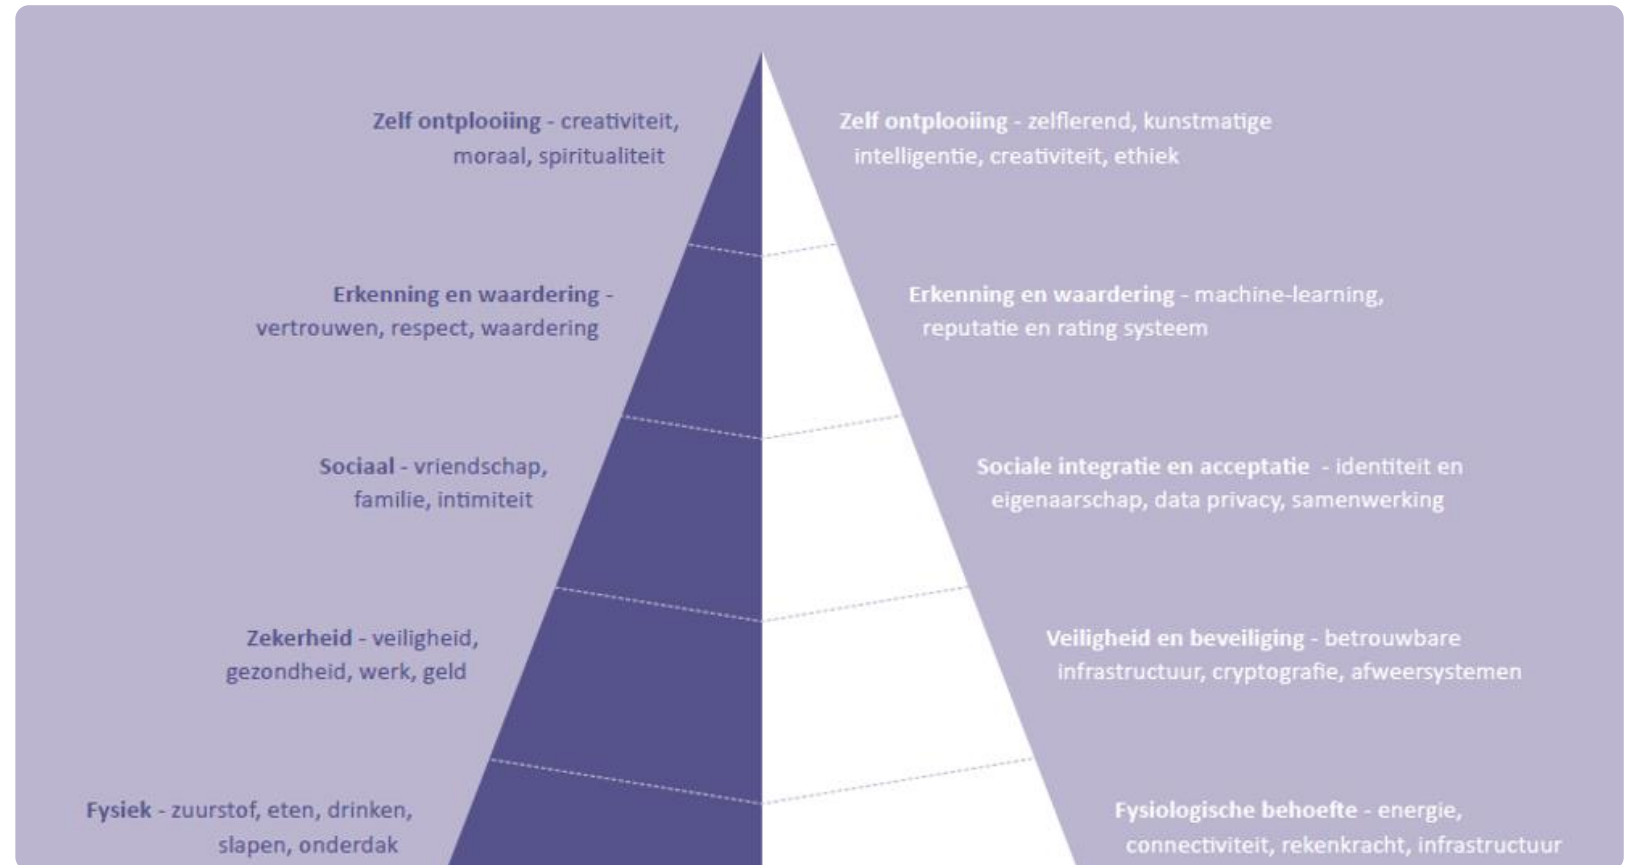 Zelf ontplooiing - creativiteit,
moraal, spiritualiteit
Zelf ontplooiing - zelflerend, kunstmatige
intelligentie, creativiteit, ethiek
Erkenning en waardering -
vertrouwen, respect, waardering
Erkenning en waardering - machine-learning,
reputatie en rating systeem
Sociaal - vriendschap,
familie, intimiteit
Sociale integratie en acceptatie - identiteit en
eigenaarschap, data privacy, samenwerking
Zekerheid - veiligheid,
gezondheid, werk, geld
Veiligheid en beveiliging - betrouwbare
infrastructuur, cryptografie, afweersystemen
Fysiek - zuurstof, eten, drinken,
slapen, onderdak
Fysiologische behoefte - energie,
connectiviteit, rekenkracht, infrastructuur